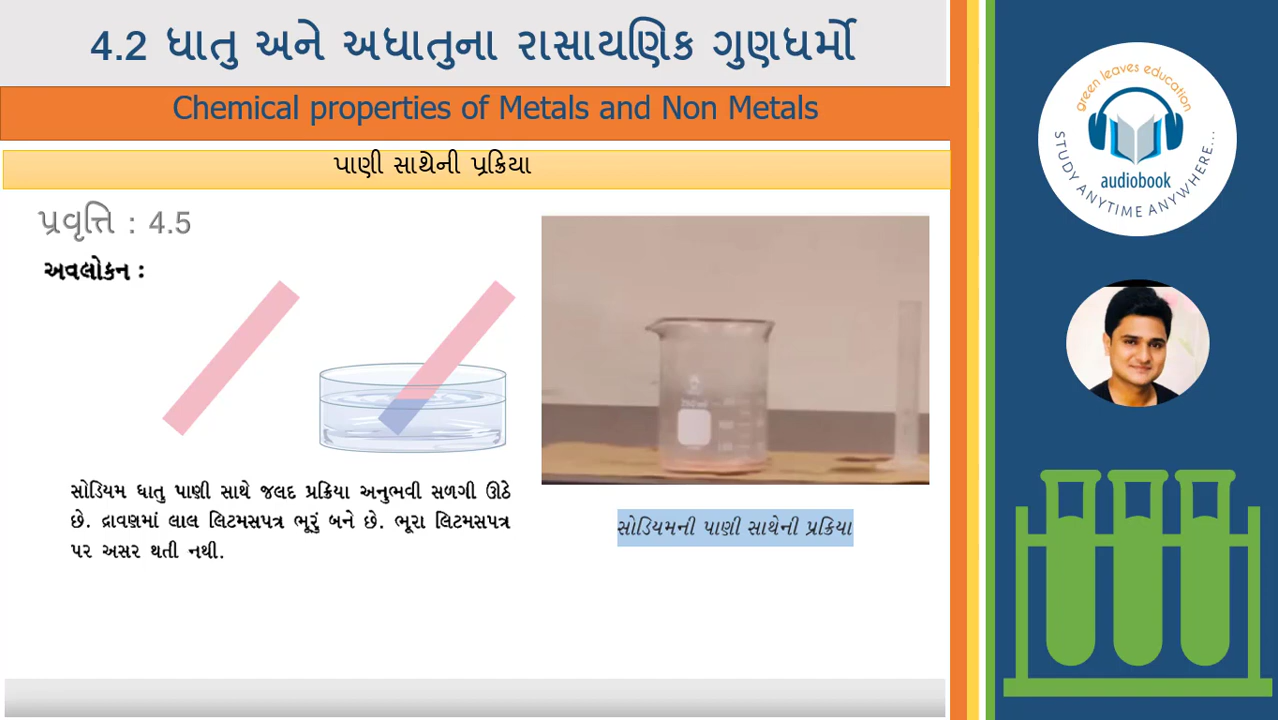 4.2 ધાતુ અને અધાતુના રાસાયણિક ગુણધર્મો
Chemical properties of Metals and Non Metals
પાણી સાથેની પ્રક્રિયા
પ્રવૃત્તિ : 4.5
અવલોકન :
સોડિયમ ધાતુ પાણી સાથે જલદ પ્રક્રિયા અનુભવી સળગી ઊઠે
છે. દ્રાવણમાં લાલ લિટમસપત્ર ભૂરું બને છે. ભૂરા લિટમસપત્ર
પર અસર થતી નથી.
સોડિયમની પાણી સાથેની પ્રક્રિયા
green leaves education
audiobook
STUDY ANYTIME ANYWHERE...